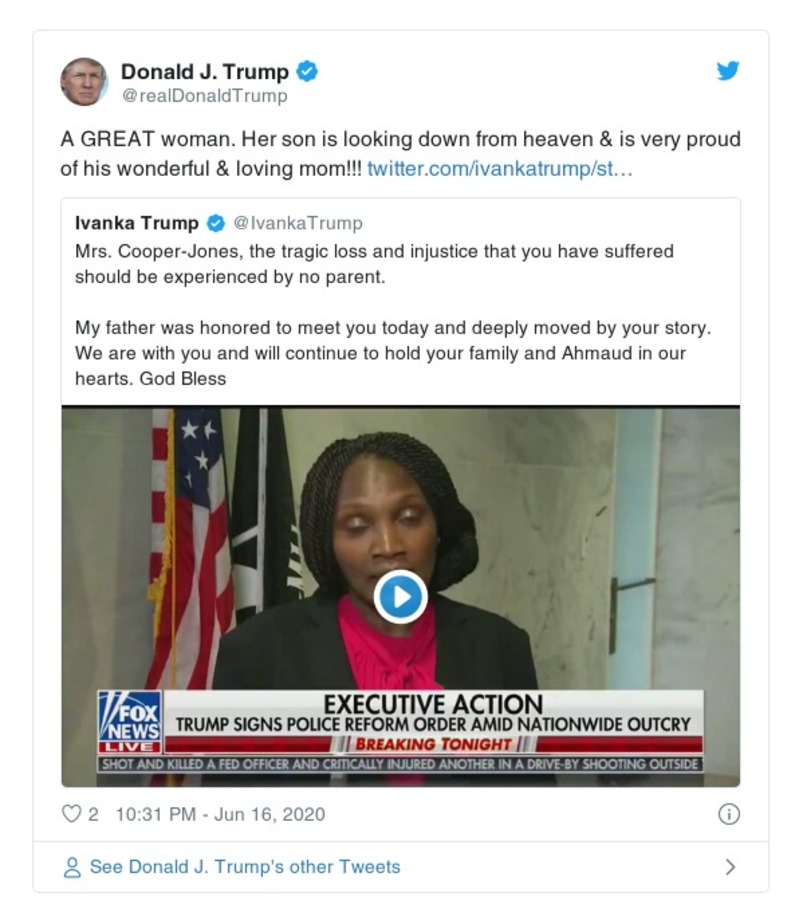 Donald J. Trump
@realDonaldTrump
A GREAT woman. Her son is looking down from heaven & is very proud
of his wonderful & loving mom!!! twitter.com/ivankatrump/st…
Ivanka Trump @IvankaTrump
Mrs. Cooper-Jones, the tragic loss and injustice that you have suffered
should be experienced by no parent.
My father was honored to meet you today and deeply moved by your story.
We are with you and will continue to hold your family and Ahmaud in our
hearts. God Bless
FOX
NEWS
LIVE
EXECUTIVE ACTION
TRUMP SIGNS POLICE REFORM ORDER AMID NATIONWIDE OUTCRY
BREAKING TONIGHT
SHOT AND KILLED A FED OFFICER AND CRITICALLY INJURED ANOTHER IN A DRIVE-BY SHOOTING OUTSIDE
2 10:31 PM - Jun 16, 2020
See Donald J. Trump's other Tweets